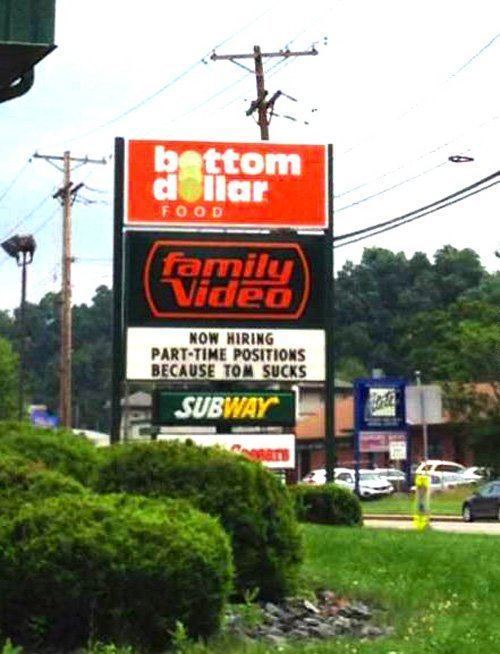 bottom
dollar
FOOD
family
Video
NOW HIRING
PART-TIME POSITIONS
BECAUSE TOM SUCKS
SUBWAY